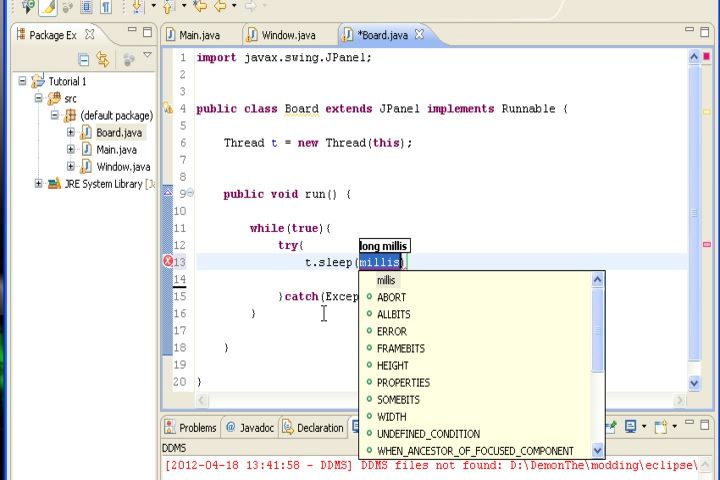 Package Ex
Tutorial 1
src
(default package)
Board.java
Main.java
Window.java
JRE System Library [Ja
Main.java Window.java *Board.java
1 import javax.swing.JPanel;
2
3
4 public class Board extends JPanel implements Runnable {
5
6 Thread t = new Thread(this);
7
8
9 public void run() {
10
11 while(true){
12 try{
13 t.sleep(millis)
14
15 }catch(Excep
16 }
17
18 }
19
20 }
long millis
millis
ABORT
ALLBITS
ERROR
FRAMEBITS
HEIGHT
PROPERTIES
SOMEBITS
WIDTH
UNDEFINED_CONDITION
WHEN_ANCESTOR_OF_FOCUSED_COMPONENT
Problems @ Javadoc Declaration
DDMS
[2012-04-18 13:41:58 - DDMS] DDMS files not found: D:\DemonThe\modding\eclipse\